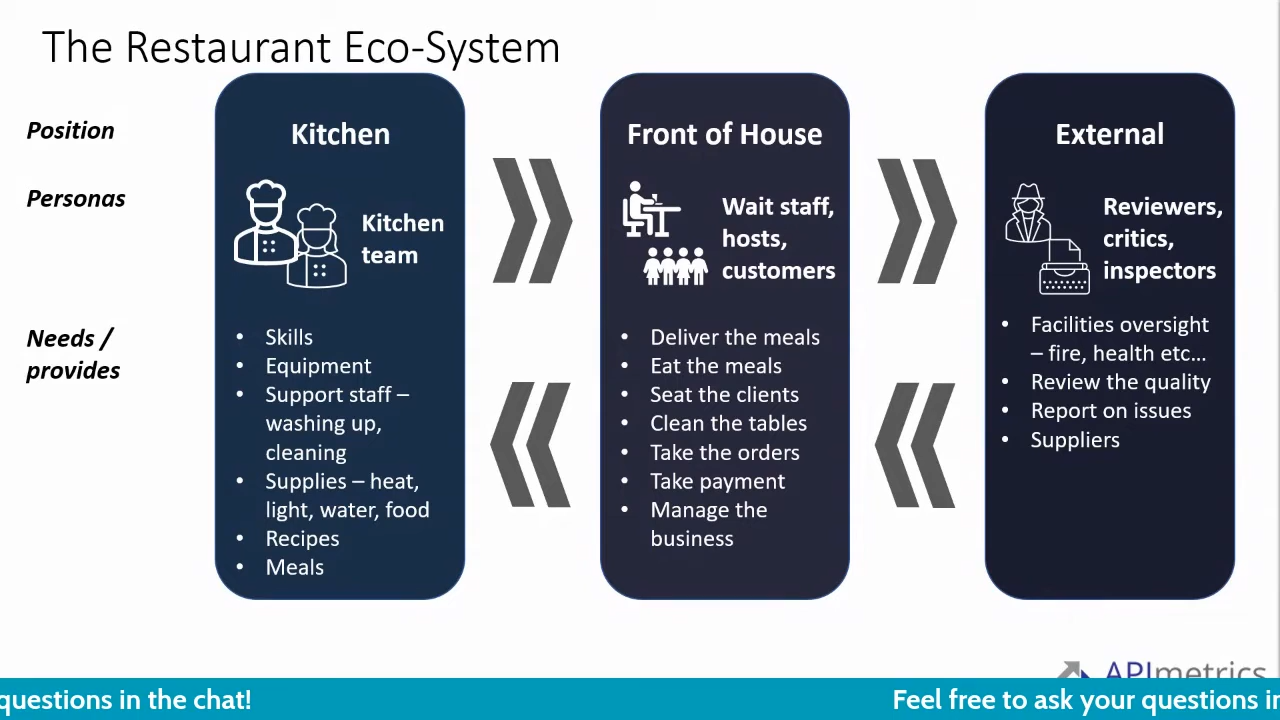 The Restaurant Eco-System
Position
Personas
Needs /
provides
Kitchen
Kitchen
team
• Skills
• Equipment
• Support staff –
washing up,
cleaning
• Supplies – heat,
light, water, food
• Recipes
• Meals
Front of House
Wait staff,
hosts,
customers
• Deliver the meals
• Eat the meals
• Seat the clients
• Clean the tables
• Take the orders
• Take payment
• Manage the
business
External
Reviewers,
critics,
inspectors
• Facilities oversight
– fire, health etc…
• Review the quality
• Report on issues
• Suppliers
APImetrics
questions in the chat!
Feel free to ask your questions in